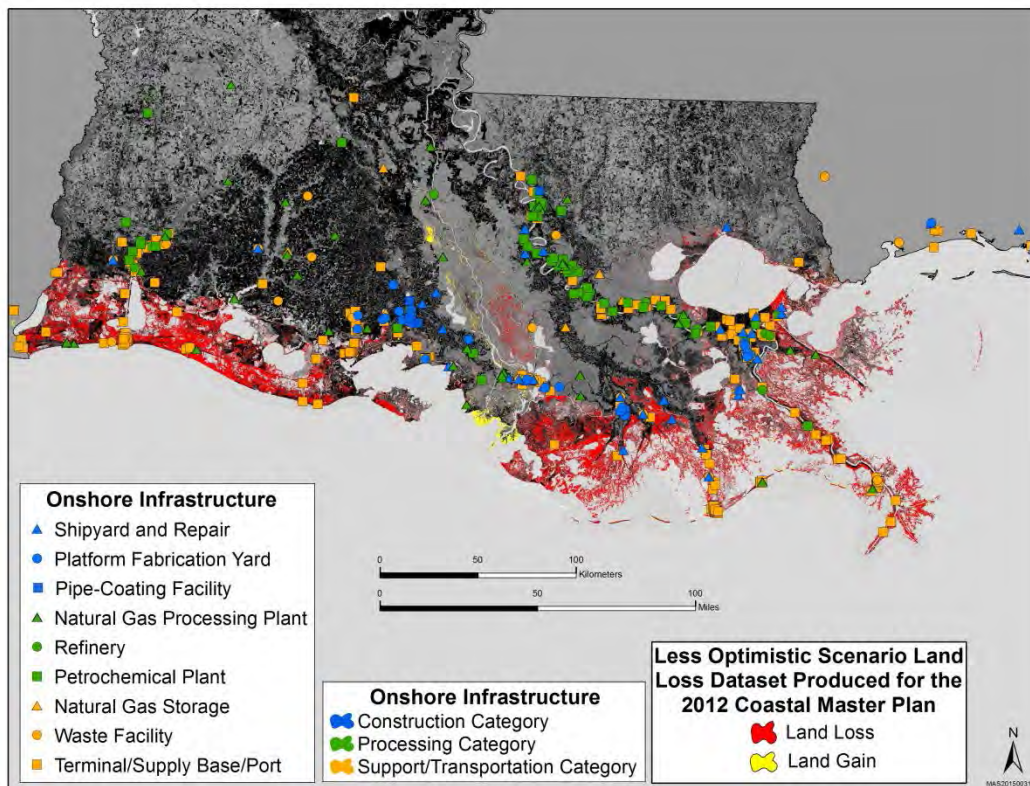 Onshore Infrastructure
Shipyard and Repair
Platform Fabrication Yard
Pipe-Coating Facility
Natural Gas Processing Plant
Refinery
Petrochemical Plant
Natural Gas Storage
Waste Facility
Terminal/Supply Base/Port
0 50 100
Kilometers
0 50 100
Miles
Onshore Infrastructure
Construction Category
Processing Category
Support/Transportation Category
Less Optimistic Scenario Land
Loss Dataset Produced for the
2012 Coastal Master Plan
Land Loss
Land Gain
N